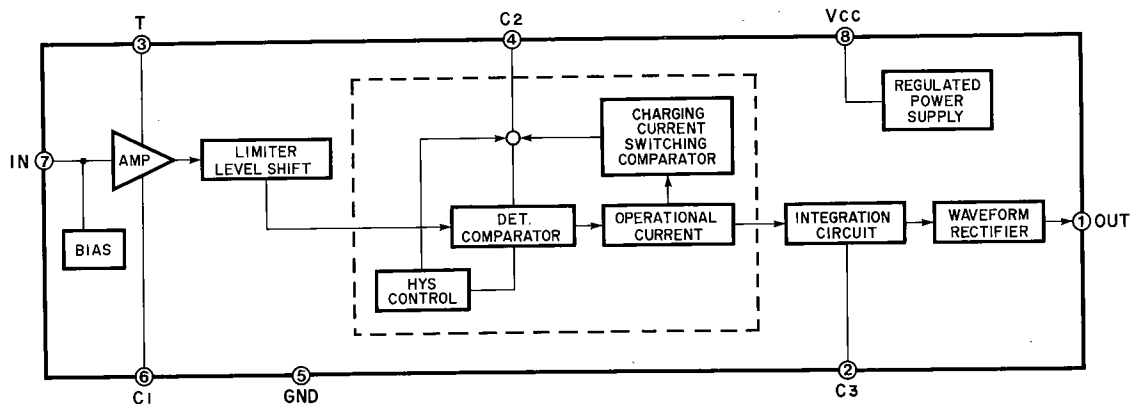 T
3
C2
4
VCC
8
REGULATED
POWER
SUPPLY
CHARGING
CURRENT
SWITCHING
COMPARATOR
IN 7
AMP
LIMITER
LEVEL SHIFT
DET.
COMPARATOR
OPERATIONAL
CURRENT
INTEGRATION
CIRCUIT
WAVEFORM
RECTIFIER
1 OUT
BIAS
HYS
CONTROL
6
C1
5
GND
2
C3